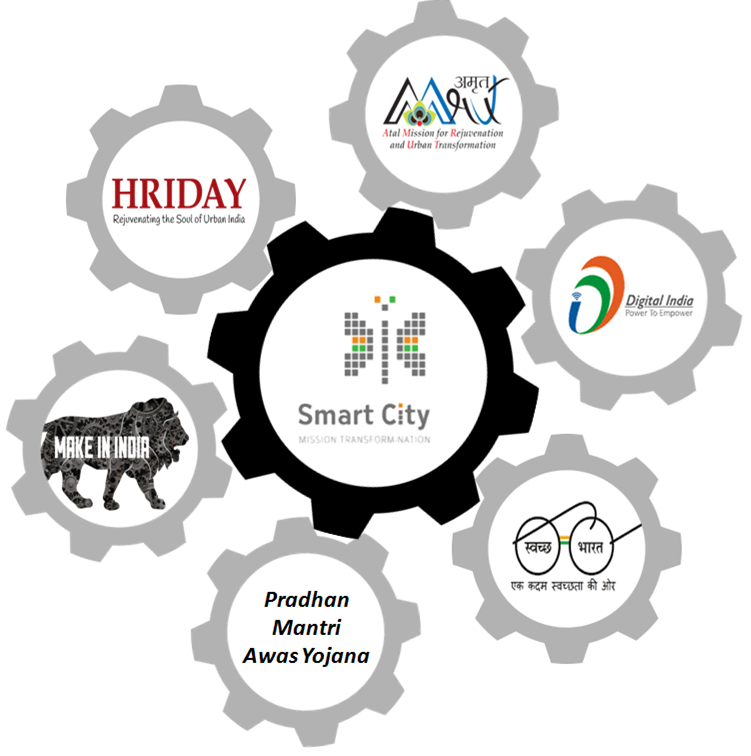 अमृत
AMRUT
Atal Mission for Rejuvenation
and Urban Transformation
HRIDAY
Rejuvenating the Soul of Urban India
Digital India
Power To Empower
Smart City
MISSION TRANSFORM-NATION
MAKE IN INDIA
स्वच्छ भारत
एक कदम स्वच्छता की ओर
Pradhan
Mantri
Awas Yojana